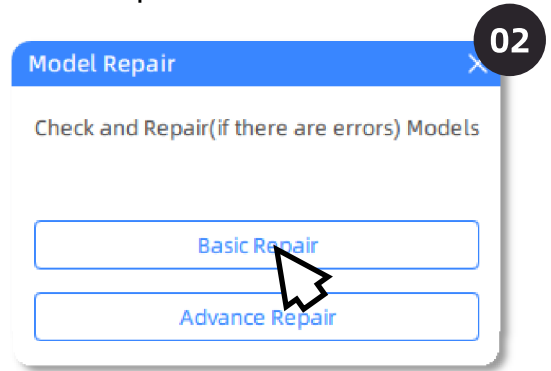 02
Model Repair
Check and Repair(if there are errors) Models
Basic Repair
Advance Repair